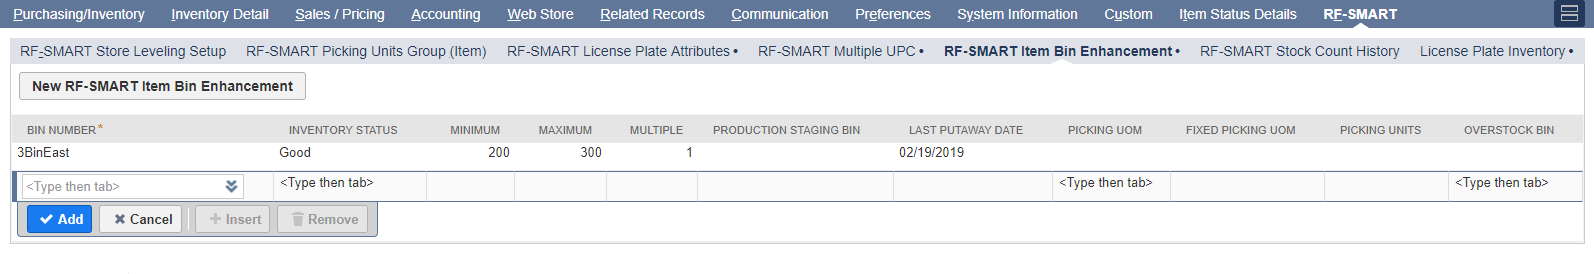 Purchasing/Inventory Inventory Detail Sales / Pricing Accounting Web Store Related Records Communication Preferences System Information Custom Item Status Details RF-SMART
RF-SMART Store Leveling Setup RF-SMART Picking Units Group (Item) RF-SMART License Plate Attributes • RF-SMART Multiple UPC • RF-SMART Item Bin Enhancement • RF-SMART Stock Count History License Plate Inventory •
New RF-SMART Item Bin Enhancement
BIN NUMBER* INVENTORY STATUS MINIMUM MAXIMUM MULTIPLE PRODUCTION STAGING BIN LAST PUTAWAY DATE PICKING UOM FIXED PICKING UOM PICKING UNITS OVERSTOCK BIN
3BinEast Good 200 300 1 02/19/2019
<Type then tab> <Type then tab> <Type then tab> <Type then tab>
Add Cancel Insert Remove